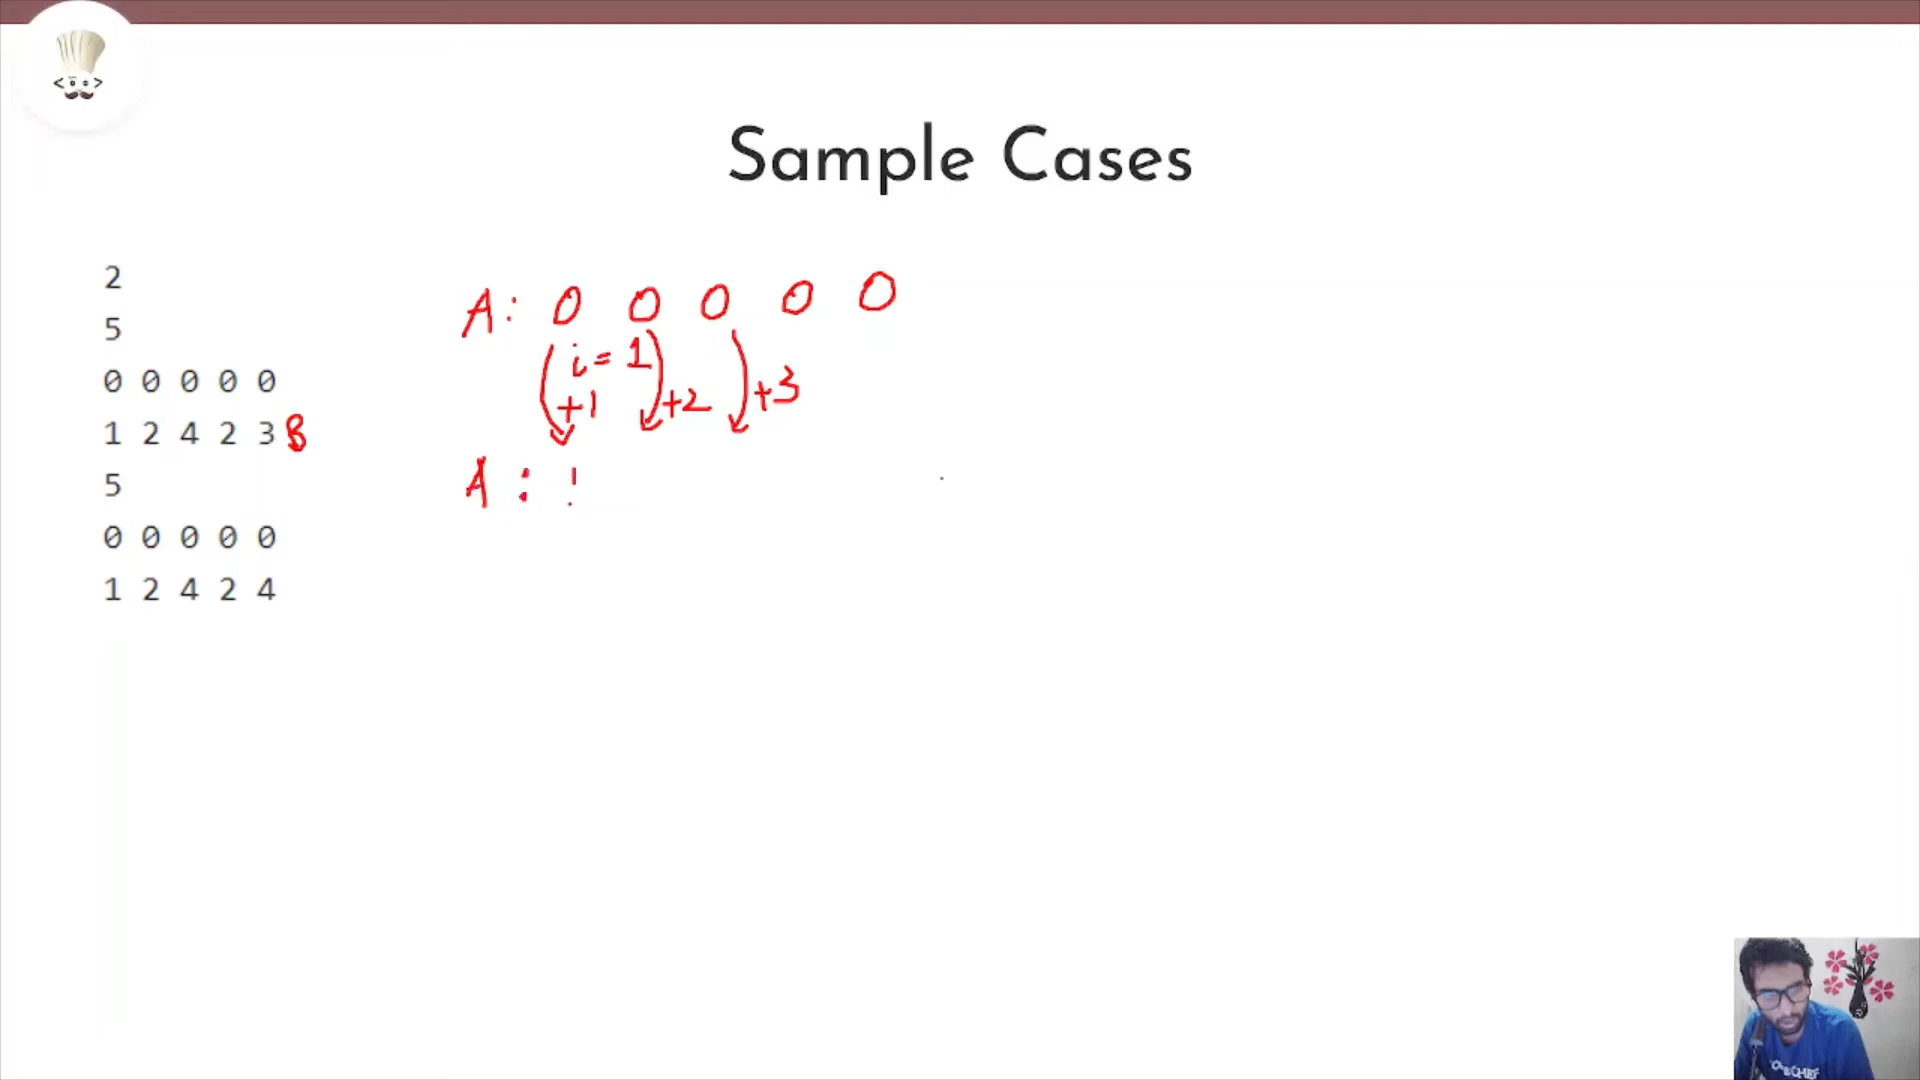 Sample Cases
2
5
0 0 0 0 0
1 2 4 2 3 B
5
0 0 0 0 0
1 2 4 2 4
A: 0 0 0 0 0
i = 1
+1 +2 +3
A : 1